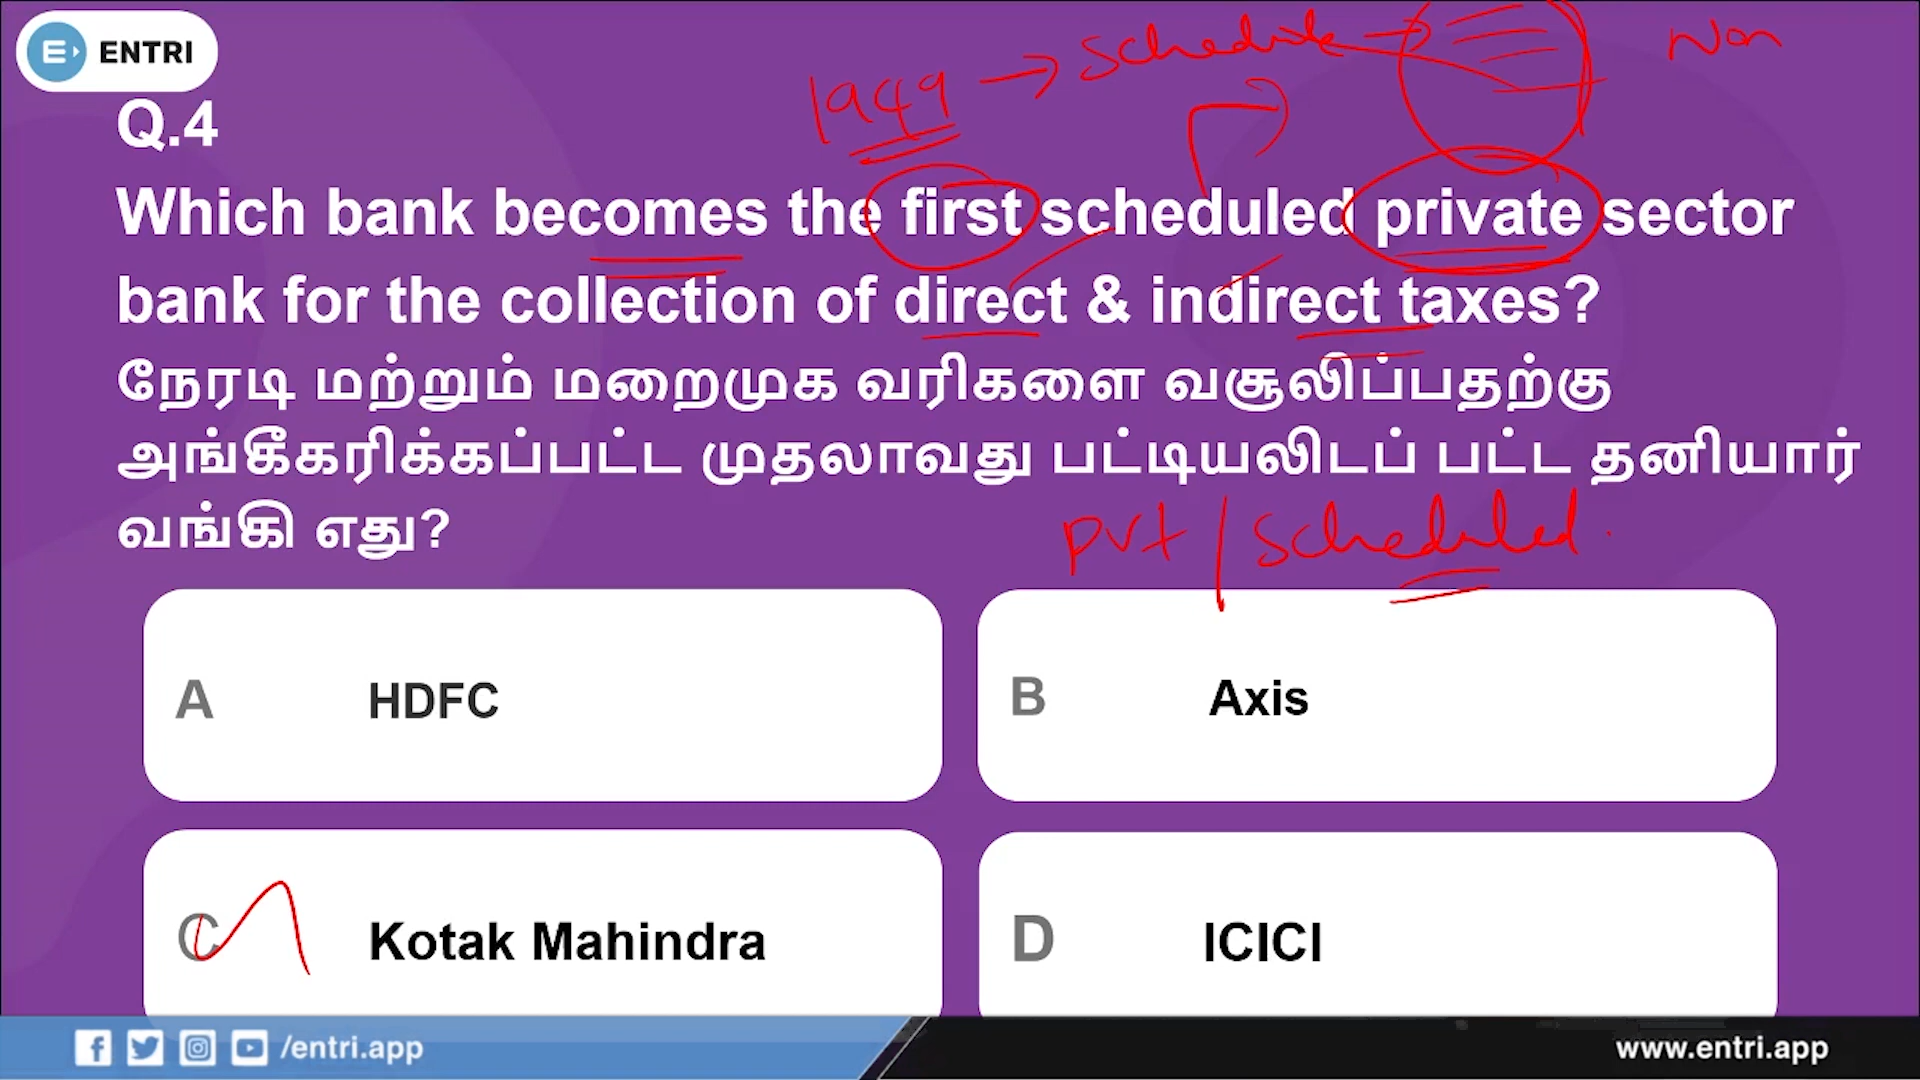 ENTRI
1949 → Schedule → Non
Q.4
Which bank becomes the first scheduled private sector
bank for the collection of direct & indirect taxes?
நேரடி மற்றும் மறைமுக வரிகளை வசூலிப்பதற்கு
அங்கீகரிக்கப்பட்ட முதலாவது பட்டியலிடப் பட்ட தனியார்
வங்கி எது?
pvt / Scheduled.
A HDFC
B Axis
C Kotak Mahindra
D ICICI
/entri.app
www.entri.app